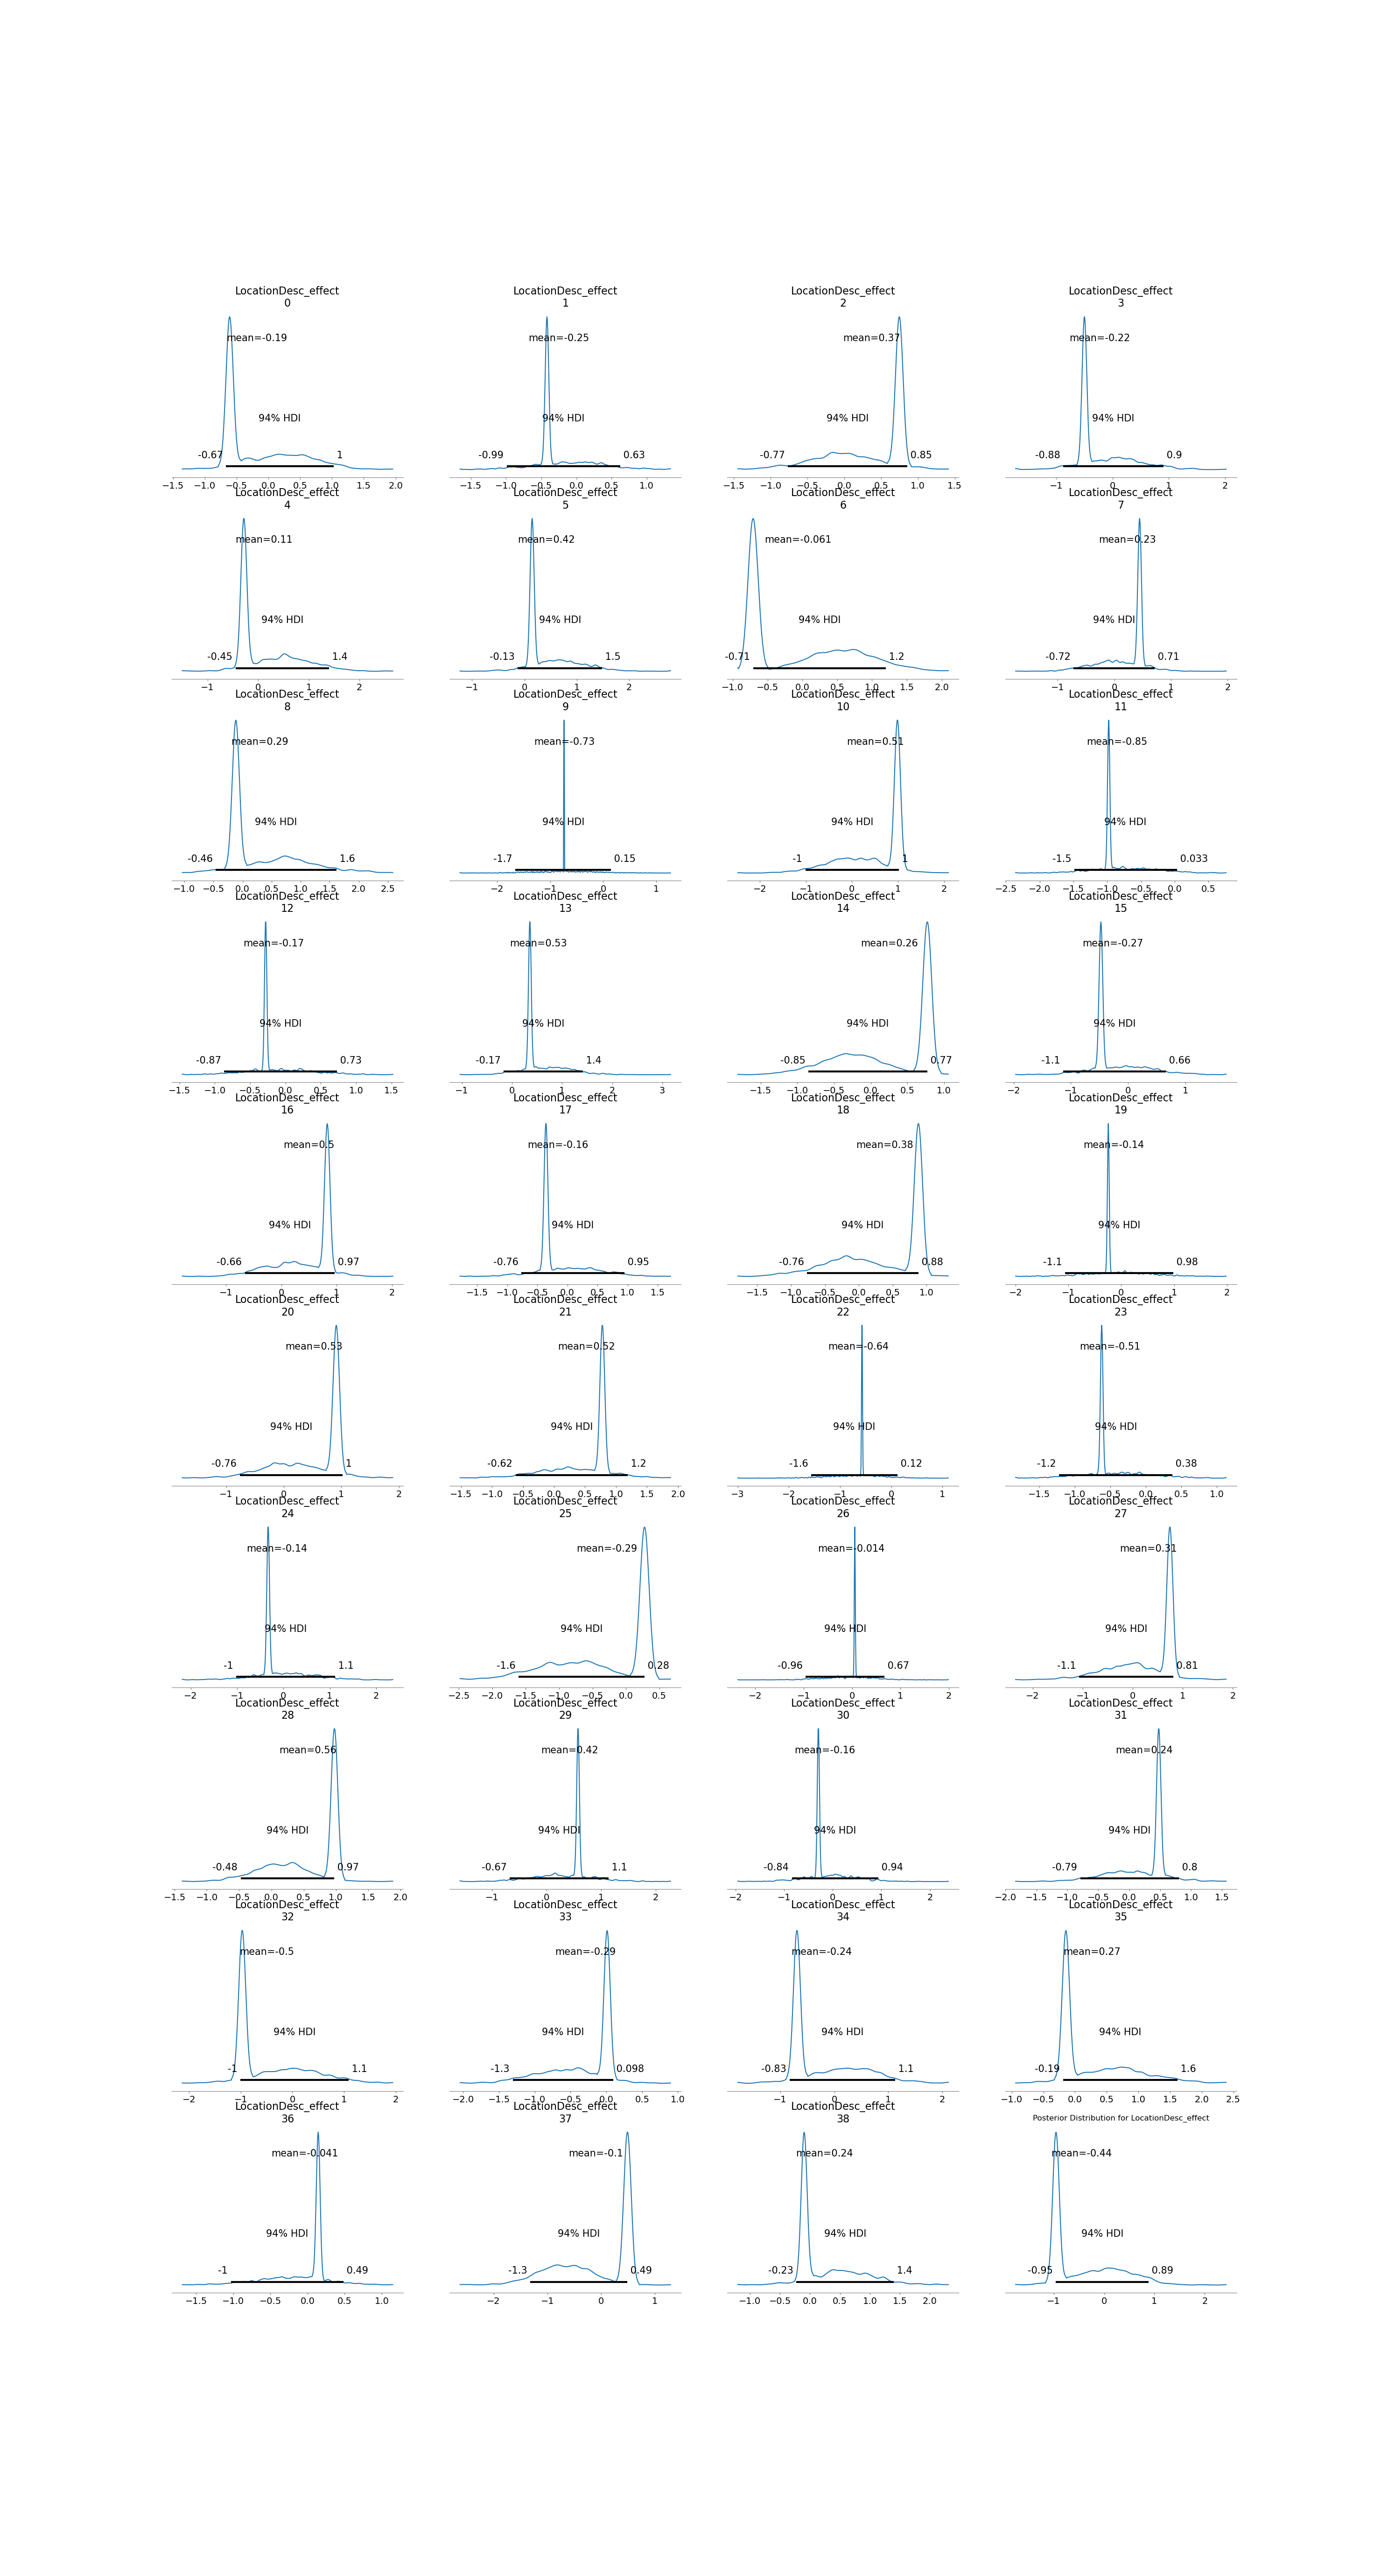 LocationDesc_effect
0
mean=-0.19
94% HDI
-0.67 1
−1.5 −1.0 −0.5 0.0 0.5 1.0 1.5 2.0
LocationDesc_effect
1
mean=-0.25
94% HDI
-0.99 0.63
−1.5 −1.0 −0.5 0.0 0.5 1.0
LocationDesc_effect
2
mean=0.37
94% HDI
-0.77 0.85
−1.5 −1.0 −0.5 0.0 0.5 1.0 1.5
LocationDesc_effect
3
mean=-0.22
94% HDI
-0.88 0.9
−1 0 1 2
LocationDesc_effect
4
mean=0.11
94% HDI
-0.45 1.4
−1 0 1 2
LocationDesc_effect
5
mean=0.42
94% HDI
-0.13 1.5
−1 0 1 2
LocationDesc_effect
6
mean=-0.061
94% HDI
-0.71 1.2
−1.0 −0.5 0.0 0.5 1.0 1.5 2.0
LocationDesc_effect
7
mean=0.23
94% HDI
-0.72 0.71
−1 0 1 2
LocationDesc_effect
8
mean=0.29
94% HDI
-0.46 1.6
−1.0 −0.5 0.0 0.5 1.0 1.5 2.0 2.5
LocationDesc_effect
9
mean=-0.73
94% HDI
-1.7 0.15
−2 −1 0 1
LocationDesc_effect
10
mean=0.51
94% HDI
-1 1
−2 −1 0 1 2
LocationDesc_effect
11
mean=-0.85
94% HDI
-1.5 0.033
−2.5 −2.0 −1.5 −1.0 −0.5 0.0 0.5
LocationDesc_effect
12
mean=-0.17
94% HDI
-0.87 0.73
−1.5 −1.0 −0.5 0.0 0.5 1.0 1.5
LocationDesc_effect
13
mean=0.53
94% HDI
-0.17 1.4
−1 0 1 2 3
LocationDesc_effect
14
mean=0.26
94% HDI
-0.85 0.77
−1.5 −1.0 −0.5 0.0 0.5 1.0
LocationDesc_effect
15
mean=-0.27
94% HDI
-1.1 0.66
−2 −1 0 1
LocationDesc_effect
16
mean=0.5
94% HDI
-0.66 0.97
−1 0 1 2
LocationDesc_effect
17
mean=-0.16
94% HDI
-0.76 0.95
−1.5 −1.0 −0.5 0.0 0.5 1.0 1.5
LocationDesc_effect
18
mean=0.38
94% HDI
-0.76 0.88
−1.5 −1.0 −0.5 0.0 0.5 1.0
LocationDesc_effect
19
mean=-0.14
94% HDI
-1.1 0.98
−2 −1 0 1 2
LocationDesc_effect
20
mean=0.53
94% HDI
-0.76 1
−1 0 1 2
LocationDesc_effect
21
mean=0.52
94% HDI
-0.62 1.2
−1.5 −1.0 −0.5 0.0 0.5 1.0 1.5 2.0
LocationDesc_effect
22
mean=-0.64
94% HDI
-1.6 0.12
−3 −2 −1 0 1
LocationDesc_effect
23
mean=-0.51
94% HDI
-1.2 0.38
−1.5 −1.0 −0.5 0.0 0.5 1.0
LocationDesc_effect
24
mean=-0.14
94% HDI
-1 1.1
−2 −1 0 1 2
LocationDesc_effect
25
mean=-0.29
94% HDI
-1.6 0.28
−2.5 −2.0 −1.5 −1.0 −0.5 0.0 0.5
LocationDesc_effect
26
mean=-0.014
94% HDI
-0.96 0.67
−2 −1 0 1 2
LocationDesc_effect
27
mean=0.31
94% HDI
-1.1 0.81
−2 −1 0 1 2
LocationDesc_effect
28
mean=0.56
94% HDI
-0.48 0.97
−1.5 −1.0 −0.5 0.0 0.5 1.0 1.5 2.0
LocationDesc_effect
29
mean=0.42
94% HDI
-0.67 1.1
−1 0 1 2
LocationDesc_effect
30
mean=-0.16
94% HDI
-0.84 0.94
−2 −1 0 1 2
LocationDesc_effect
31
mean=0.24
94% HDI
-0.79 0.8
−2.0 −1.5 −1.0 −0.5 0.0 0.5 1.0 1.5
LocationDesc_effect
32
mean=-0.5
94% HDI
-1 1.1
−2 −1 0 1 2
LocationDesc_effect
33
mean=-0.29
94% HDI
-1.3 0.098
−2.0 −1.5 −1.0 −0.5 0.0 0.5 1.0
LocationDesc_effect
34
mean=-0.24
94% HDI
-0.83 1.1
−1 0 1 2
LocationDesc_effect
35
mean=0.27
94% HDI
-0.19 1.6
−1.0 −0.5 0.0 0.5 1.0 1.5 2.0 2.5
LocationDesc_effect
36
mean=-0.041
94% HDI
-1 0.49
−1.5 −1.0 −0.5 0.0 0.5 1.0
LocationDesc_effect
37
mean=-0.1
94% HDI
-1.3 0.49
−2 −1 0 1
LocationDesc_effect
38
mean=0.24
94% HDI
-0.23 1.4
−1.0 −0.5 0.0 0.5 1.0 1.5 2.0
Posterior Distribution for LocationDesc_effect
mean=-0.44
94% HDI
-0.95 0.89
−1 0 1 2